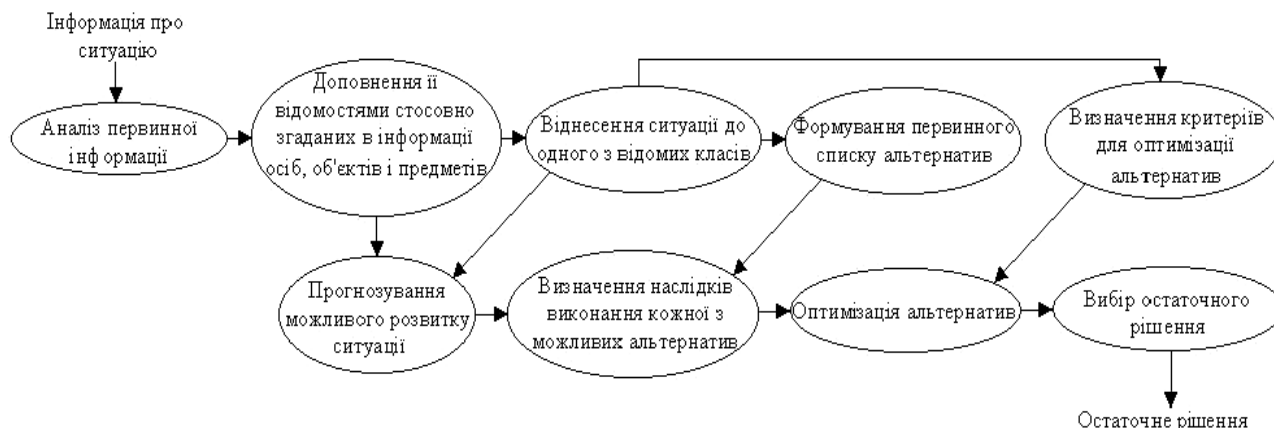 Інформація про
ситуацію
Аналіз первинної
інформації
Доповнення її
відомостями стосовно
згаданих в інформації
осіб, об'єктів і предметів
Віднесення ситуації до
одного з відомих класів
Формування первинного
списку альтернатив
Визначення критеріїв
для оптимізації
альтернатив
Прогнозування
можливого розвитку
ситуації
Визначення наслідків
виконання кожної з
можливих альтернатив
Оптимізація альтернатив
Вибір остаточного
рішення
Остаточне рішення